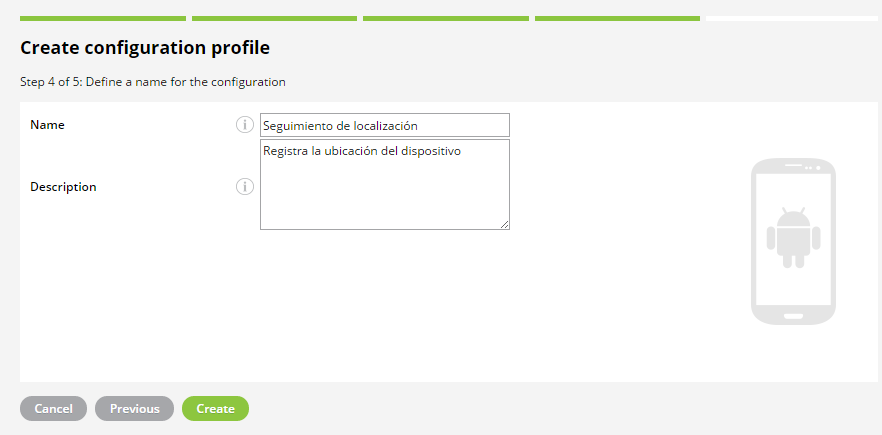 Create configuration profile
Step 4 of 5: Define a name for the configuration
Name
Seguimiento de localización
Description
Registra la ubicación del dispositivo
Cancel
Previous
Create